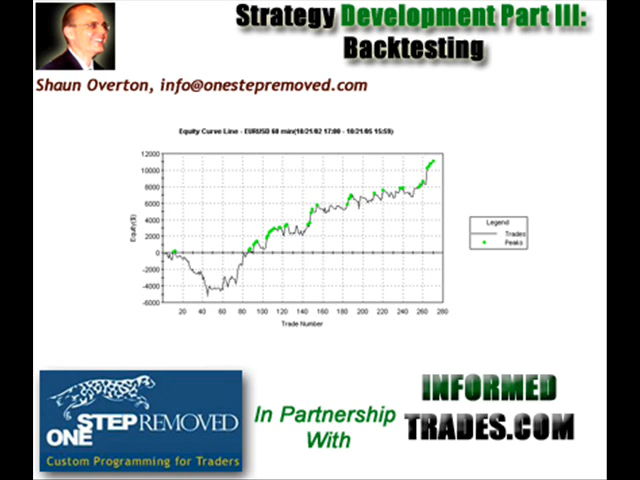 Strategy Development Part III:
Backtesting
Shaun Overton, info@onestepremoved.com
Equity Curve Line - EURUSD 60 min(10/21/02 17:00 - 10/21/05 15:59)
12000
10000
8000
6000
4000
2000
0
-2000
-4000
-6000
Equity($)
20 40 60 80 100 120 140 160 180 200 220 240 260 280
Trade Number
Legend
Trades
Peaks
ONE STEP REMOVED
Custom Programming for Traders
In Partnership
With
INFORMED
TRADES.COM